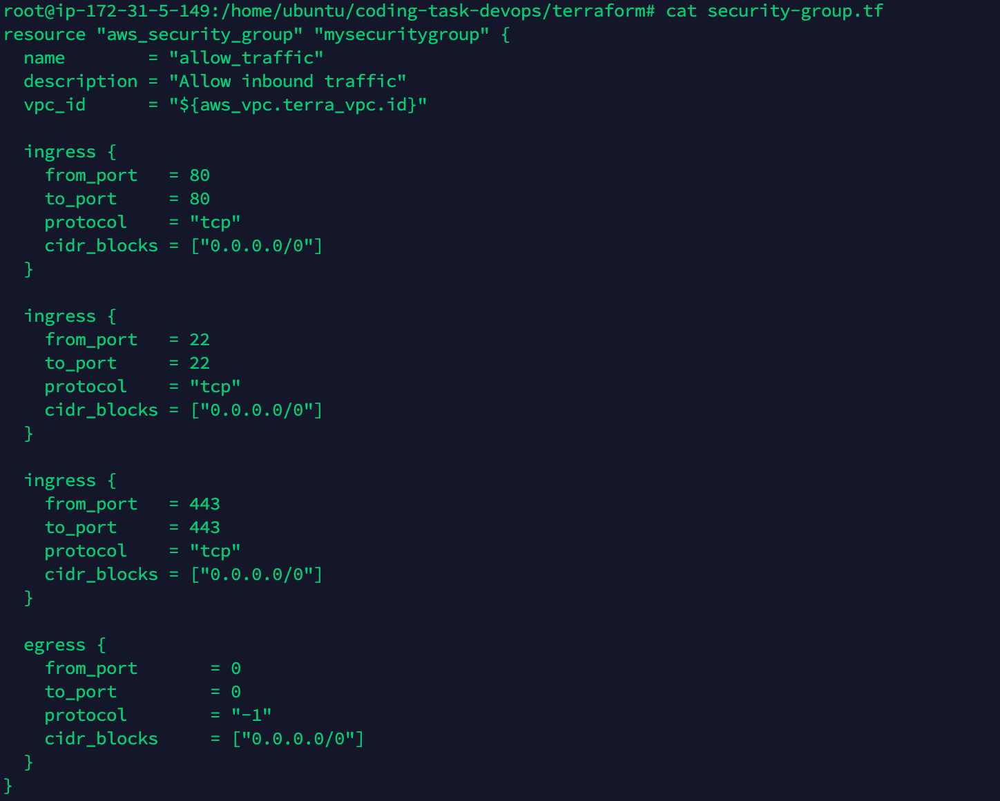 root@ip-172-31-5-149:/home/ubuntu/coding-task-devops/terraform# cat security-group.tf
resource "aws_security_group" "mysecuritygroup" {
  name        = "allow_traffic"
  description = "Allow inbound traffic"
  vpc_id      = "${aws_vpc.terra_vpc.id}"

  ingress {
    from_port   = 80
    to_port     = 80
    protocol    = "tcp"
    cidr_blocks = ["0.0.0.0/0"]
  }

  ingress {
    from_port   = 22
    to_port     = 22
    protocol    = "tcp"
    cidr_blocks = ["0.0.0.0/0"]
  }

  ingress {
    from_port   = 443
    to_port     = 443
    protocol    = "tcp"
    cidr_blocks = ["0.0.0.0/0"]
  }

  egress {
    from_port       = 0
    to_port         = 0
    protocol        = "-1"
    cidr_blocks     = ["0.0.0.0/0"]
  }
}